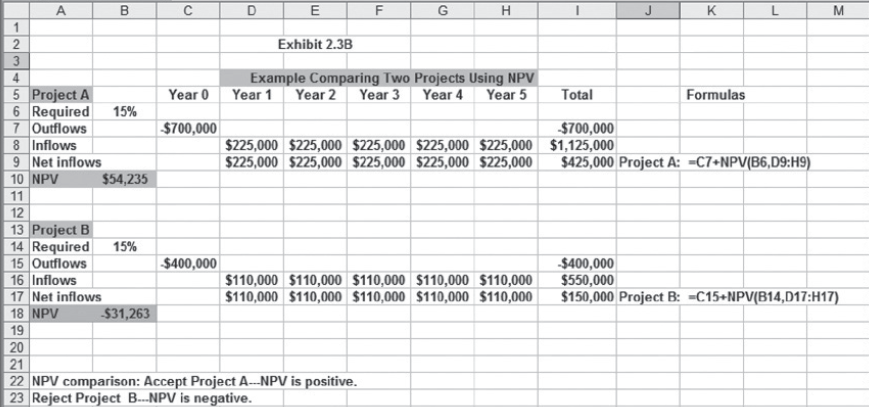 A B C D E F G H I J K L M
1
2 Exhibit 2.3B
3
4 Example Comparing Two Projects Using NPV
5 Project A Year 0 Year 1 Year 2 Year 3 Year 4 Year 5 Total Formulas
6 Required 15%
7 Outflows -$700,000 -$700,000
8 Inflows $225,000 $225,000 $225,000 $225,000 $225,000 $1,125,000
9 Net inflows $225,000 $225,000 $225,000 $225,000 $225,000 $425,000 Project A: =C7+NPV(B6,D9:H9)
10 NPV $54,235
11
12
13 Project B
14 Required 15%
15 Outflows -$400,000 -$400,000
16 Inflows $110,000 $110,000 $110,000 $110,000 $110,000 $550,000
17 Net inflows $110,000 $110,000 $110,000 $110,000 $110,000 $150,000 Project B: =C15+NPV(B14,D17:H17)
18 NPV -$31,263
19
20
21
22 NPV comparison: Accept Project A---NPV is positive.
23 Reject Project B---NPV is negative.